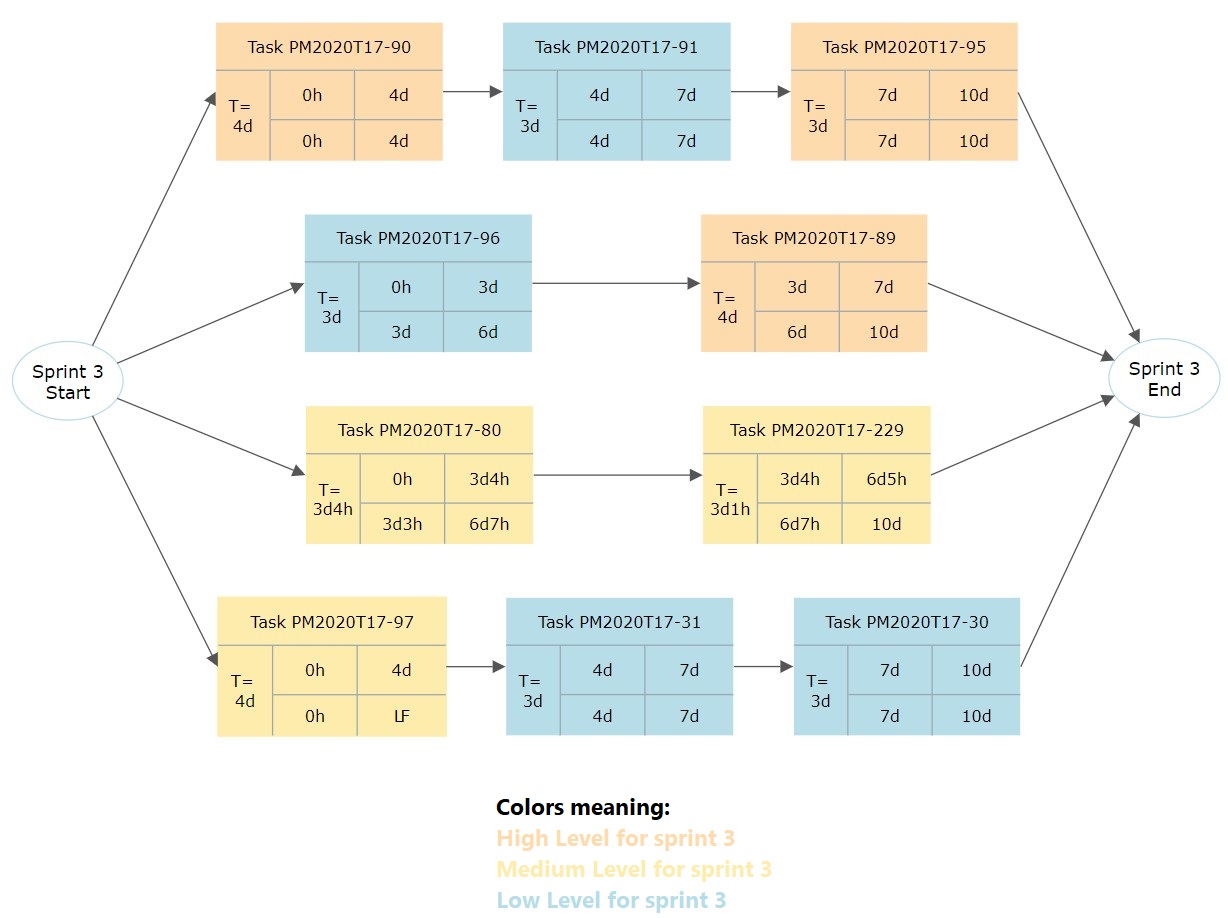 Task PM2020T17-90
T=
4d
0h
4d
0h
4d
Task PM2020T17-91
T=
3d
4d
7d
4d
7d
Task PM2020T17-95
T=
3d
7d
10d
7d
10d
Task PM2020T17-96
T=
3d
0h
3d
3d
6d
Task PM2020T17-89
T=
4d
3d
7d
6d
10d
Sprint 3
Start
Sprint 3
End
Task PM2020T17-80
T=
3d4h
0h
3d4h
3d3h
6d7h
Task PM2020T17-229
T=
3d1h
3d4h
6d5h
6d7h
10d
Task PM2020T17-97
T=
4d
0h
4d
0h
LF
Task PM2020T17-31
T=
3d
4d
7d
4d
7d
Task PM2020T17-30
T=
3d
7d
10d
7d
10d
Colors meaning:
High Level for sprint 3
Medium Level for sprint 3
Low Level for sprint 3